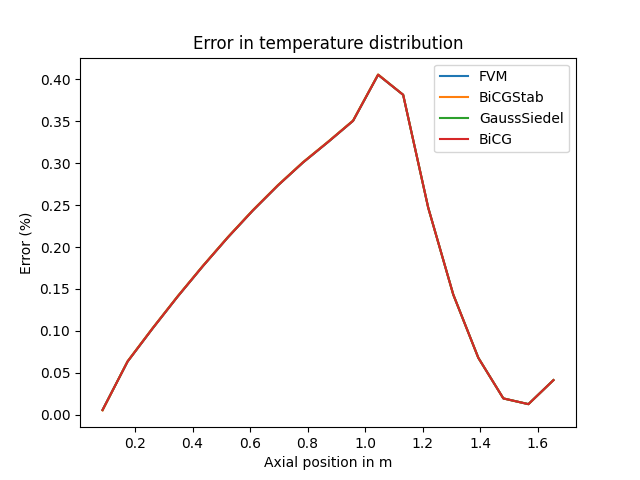 Error in temperature distribution
FVM
BiCGStab
GaussSiedel
BiCG
Error (%)
0.40
0.35
0.30
0.25
0.20
0.15
0.10
0.05
0.00
0.2 0.4 0.6 0.8 1.0 1.2 1.4 1.6
Axial position in m